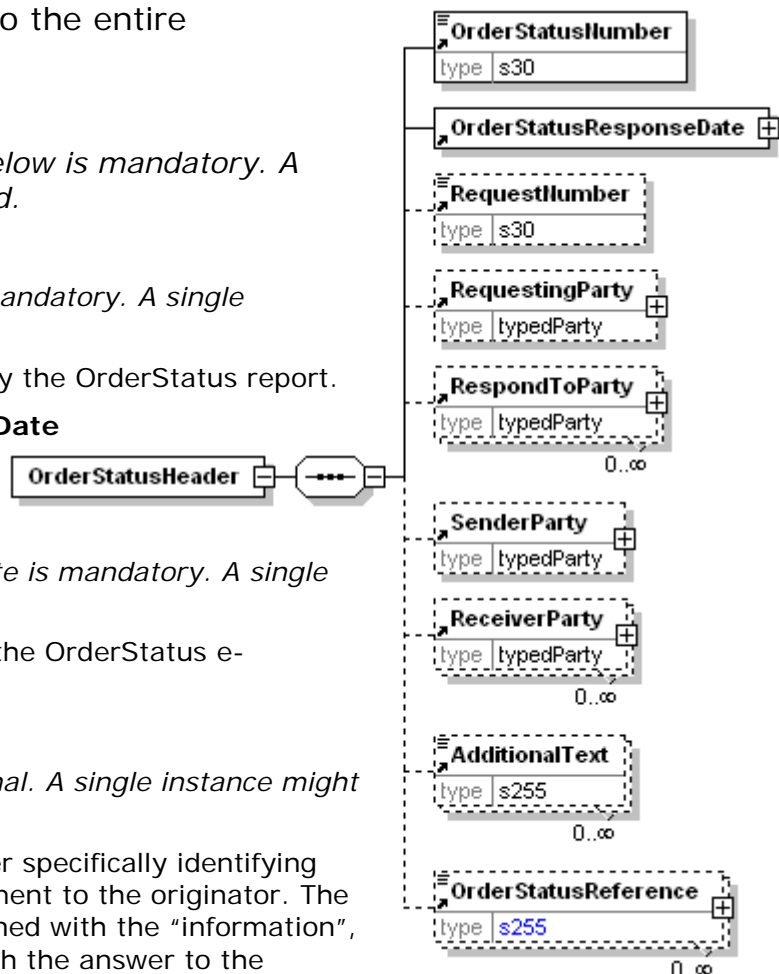 o the entire
elow is mandatory. A
d.
andatory. A single
y the OrderStatus report.
Date
te is mandatory. A single
the OrderStatus e-
nal. A single instance might
er specifically identifying
nent to the originator. The
ned with the "information",
th the answer to the
OrderStatusHeader
OrderStatusNumber
type s30
OrderStatusResponseDate
RequestNumber
type s30
RequestingParty
type typedParty
RespondToParty
type typedParty
0..∞
SenderParty
type typedParty
ReceiverParty
type typedParty
0..∞
AdditionalText
type s255
0..∞
OrderStatusReference
type s255
0..∞